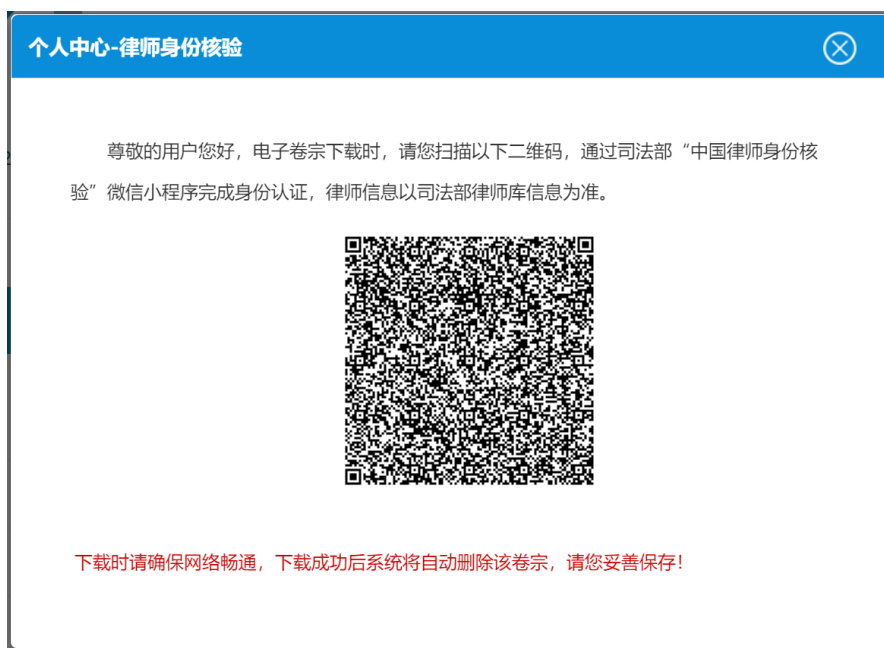 个人中心-律师身份核验
尊敬的用户您好，电子卷宗下载时，请您扫描以下二维码，通过司法部“中国律师身份核
验”微信小程序完成身份认证，律师信息以司法部律师库信息为准。
下载时请确保网络畅通，下载成功后系统将自动删除该卷宗，请您妥善保存！